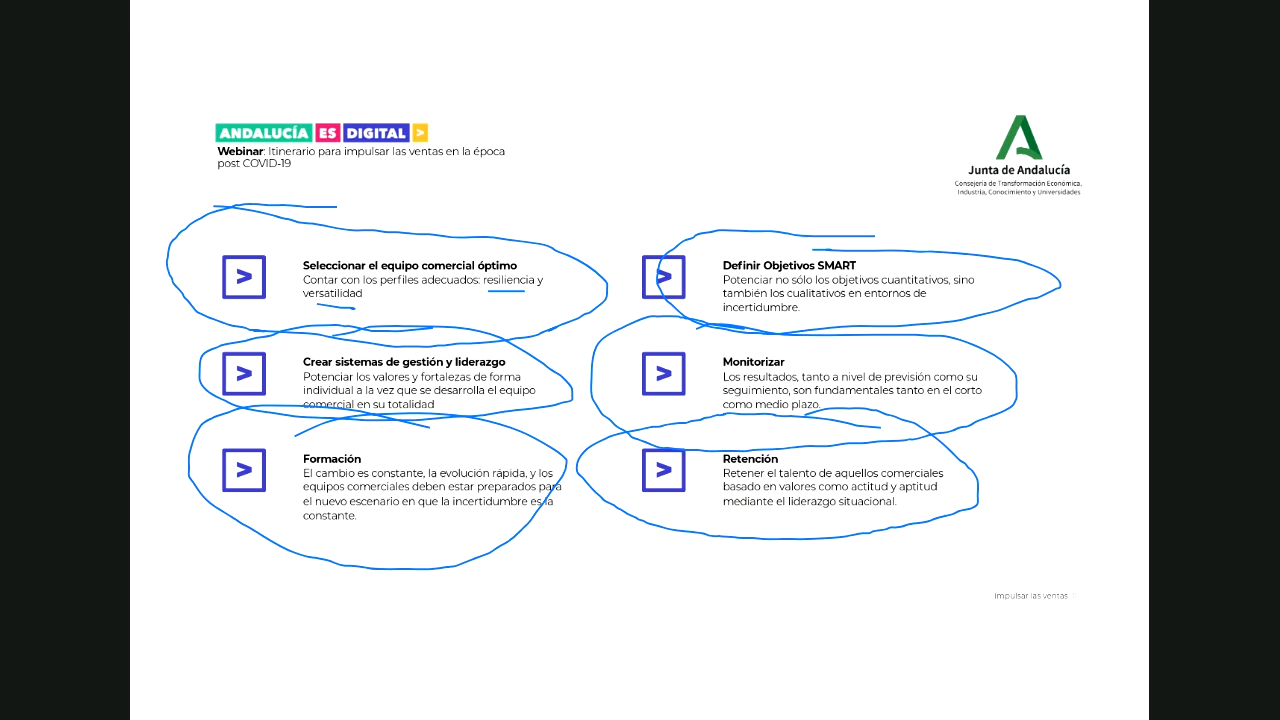 ANDALUCÍA ES DIGITAL >
Webinar: Itinerario para impulsar las ventas en la época
post COVID-19
Junta de Andalucía
Consejería de Transformación Económica,
Industria, Conocimiento y Universidades
> Seleccionar el equipo comercial óptimo
Contar con los perfiles adecuados: resiliencia y
versatilidad
> Crear sistemas de gestión y liderazgo
Potenciar los valores y fortalezas de forma
individual a la vez que se desarrolla el equipo
comercial en su totalidad
> Formación
El cambio es constante, la evolución rápida, y los
equipos comerciales deben estar preparados para
el nuevo escenario en que la incertidumbre es la
constante.
> Definir Objetivos SMART
Potenciar no sólo los objetivos cuantitativos, sino
también los cualitativos en entornos de
incertidumbre.
> Monitorizar
Los resultados, tanto a nivel de previsión como su
seguimiento, son fundamentales tanto en el corto
como medio plazo.
> Retención
Retener el talento de aquellos comerciales
basado en valores como actitud y aptitud
mediante el liderazgo situacional.
Impulsar las ventas